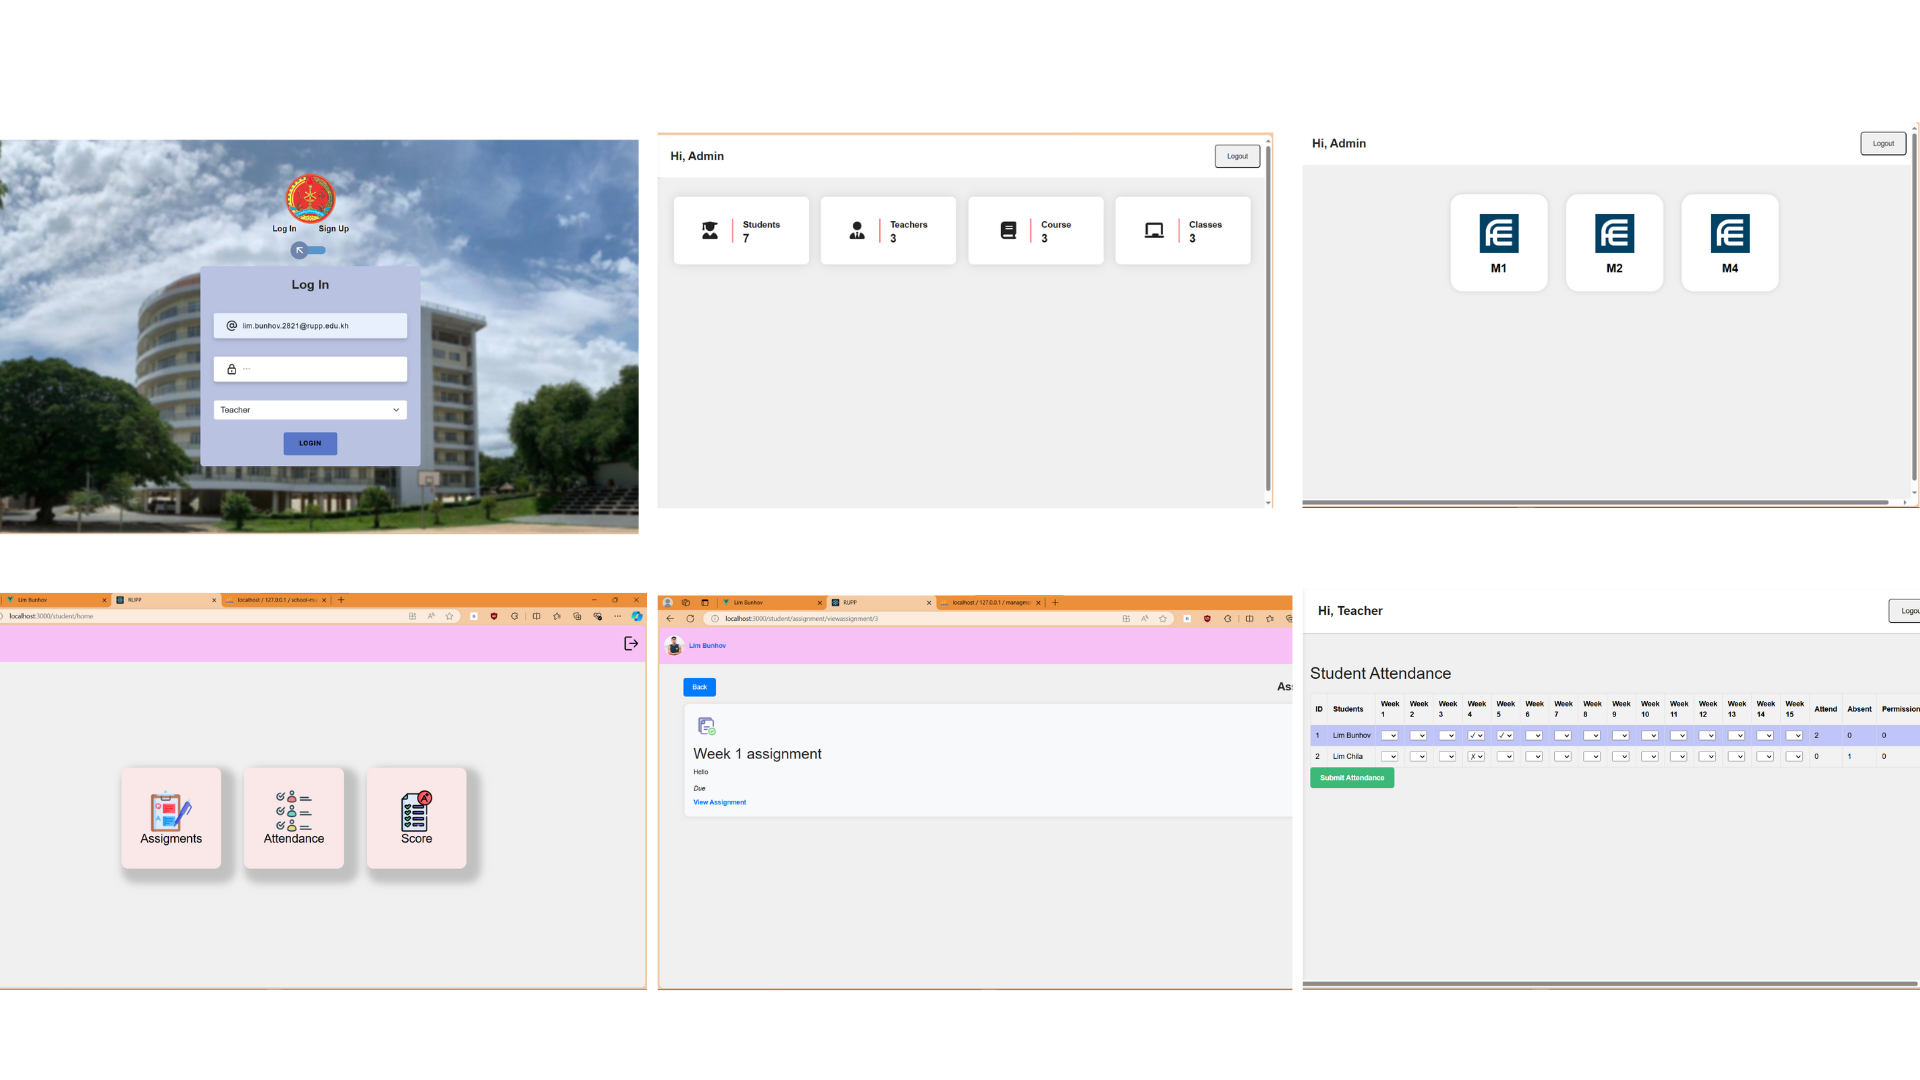 Log In Sign Up
Log In
lim.bunhov.2821@rupp.edu.kh
Teacher
LOGIN
Hi, Admin
Logout
Students
7
Teachers
3
Course
3
Classes
3
Hi, Admin
Logout
M1
M2
M4
Lim Bunhov
RUPP
localhost / 127.0.0.1 / school-m
localhost:3000/student/home
Assigments
Attendance
Score
Lim Bunhov
RUPP
localhost / 127.0.0.1 / managme
localhost:3000/student/assignment/viewassignment/3
Lim Bunhov
Back
Ass
Week 1 assignment
Hello
Due
View Assignment
Hi, Teacher
Logou
Student Attendance
ID Students Week 1 Week 2 Week 3 Week 4 Week 5 Week 6 Week 7 Week 8 Week 9 Week 10 Week 11 Week 12 Week 13 Week 14 Week 15 Attend Absent Permission
1 Lim Bunhov ✓ ✓ 2 0 0
2 Lim Chila ✗ 0 1 0
Submit Attendance